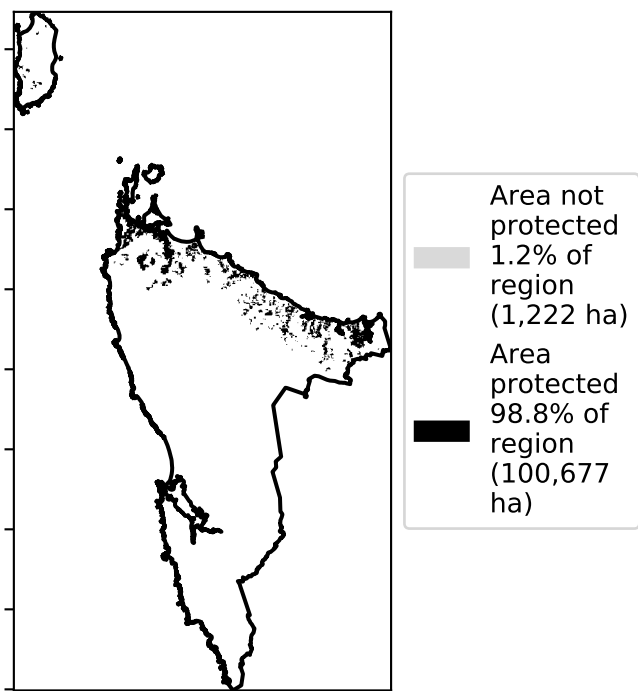 Area not
protected
1.2% of
region
(1,222 ha)
Area
protected
98.8% of
region
(100,677
ha)